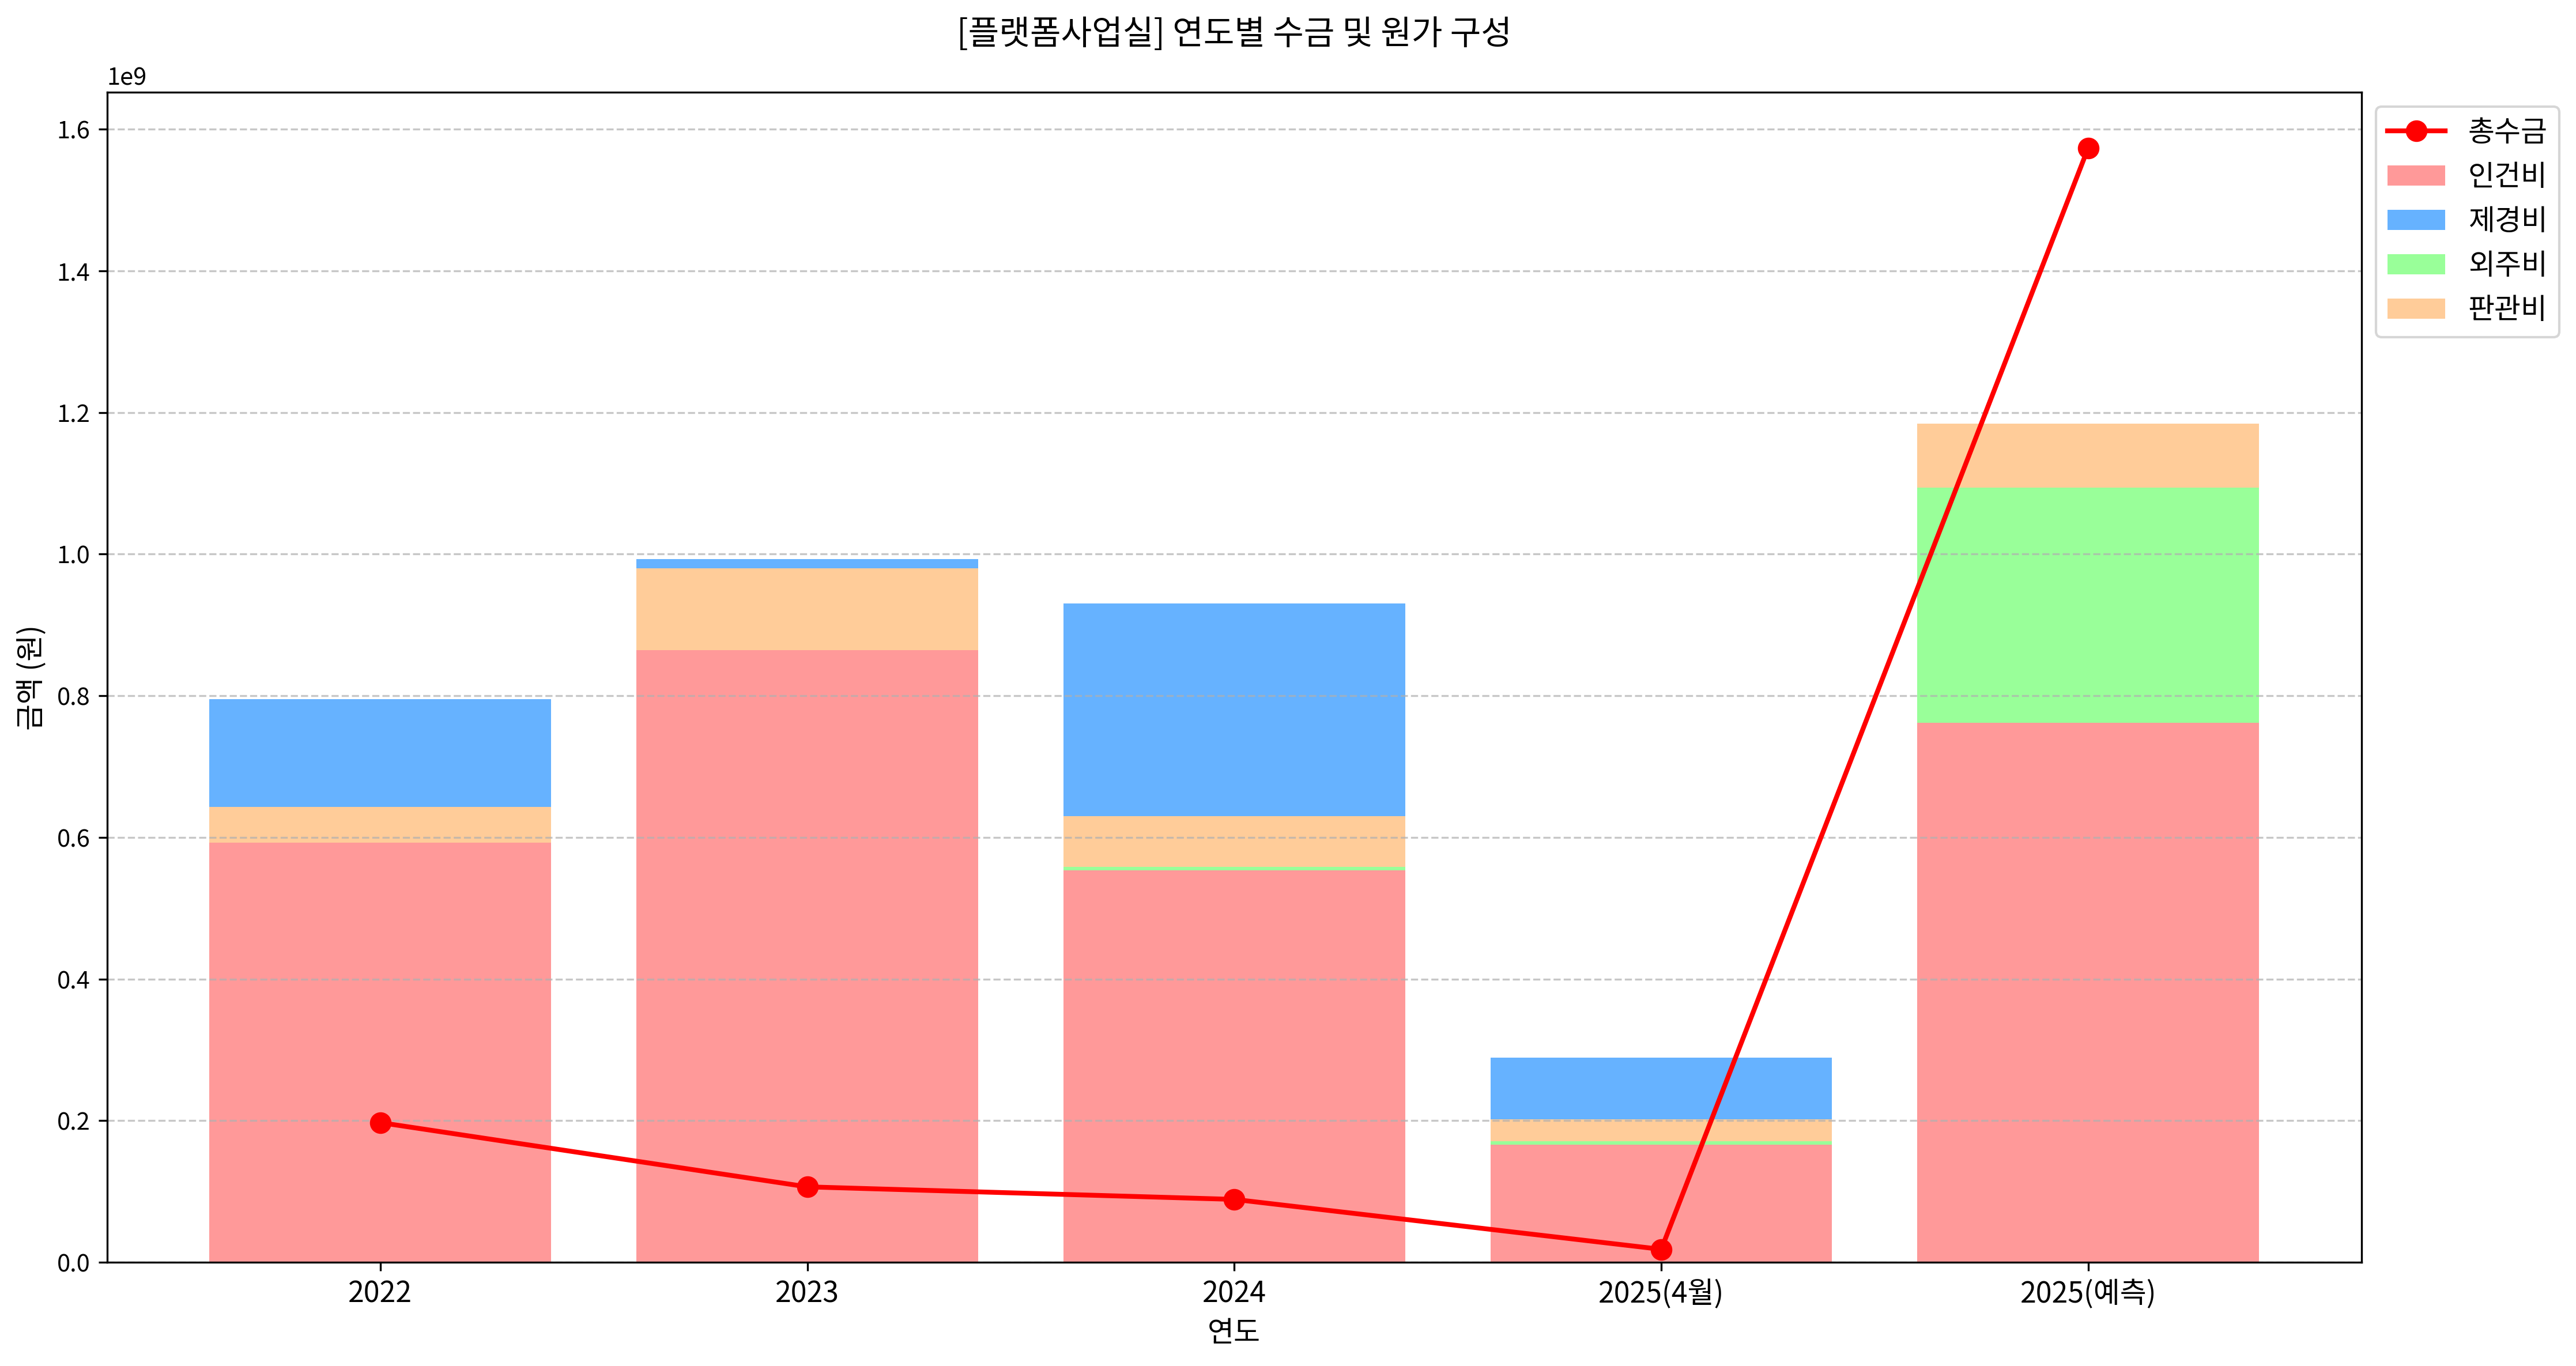 [플랫폼사업실] 연도별 수금 및 원가 구성
1e9
1.6
1.4
1.2
1.0
0.8
0.6
0.4
0.2
0.0
금액 (원)
2022
2023
2024
2025(4월)
2025(예측)
연도
총수금
인건비
제경비
외주비
판관비